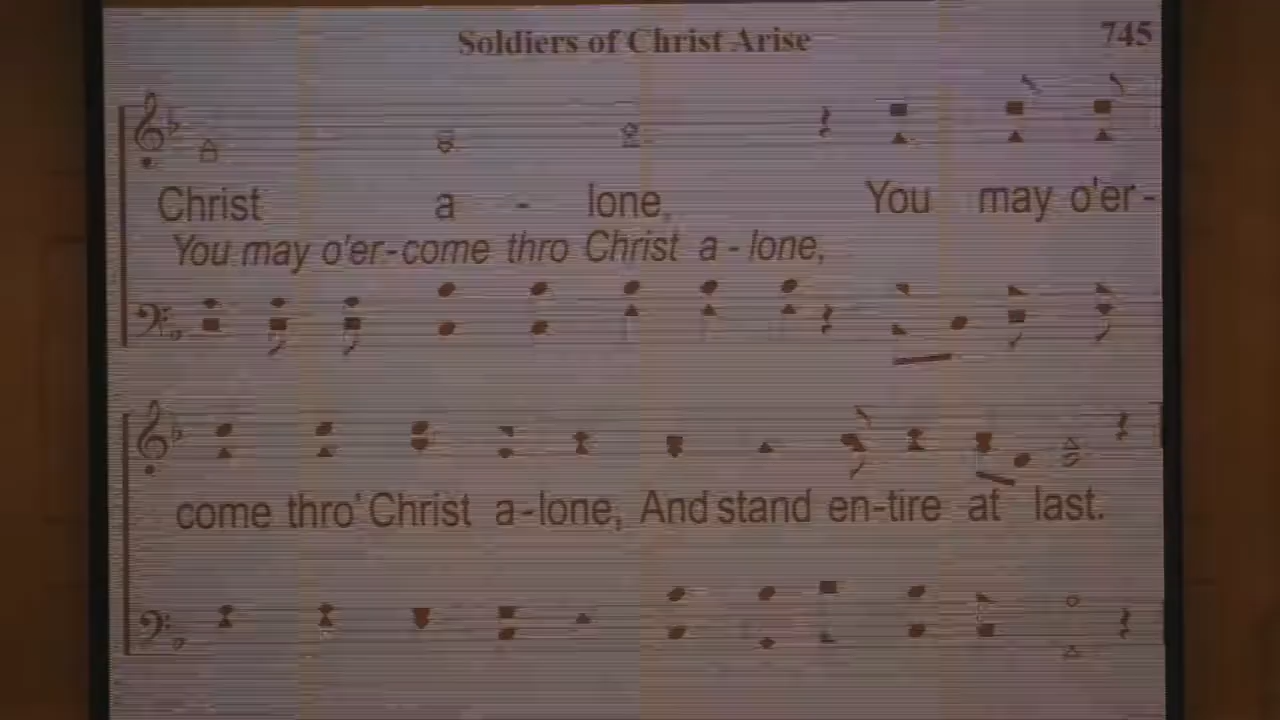 Soldiers of Christ Arise 745
Christ a - lone, You may o'er-
You may o'er-come thro Christ a - lone,
come thro' Christ a-lone, And stand en-tire at last.